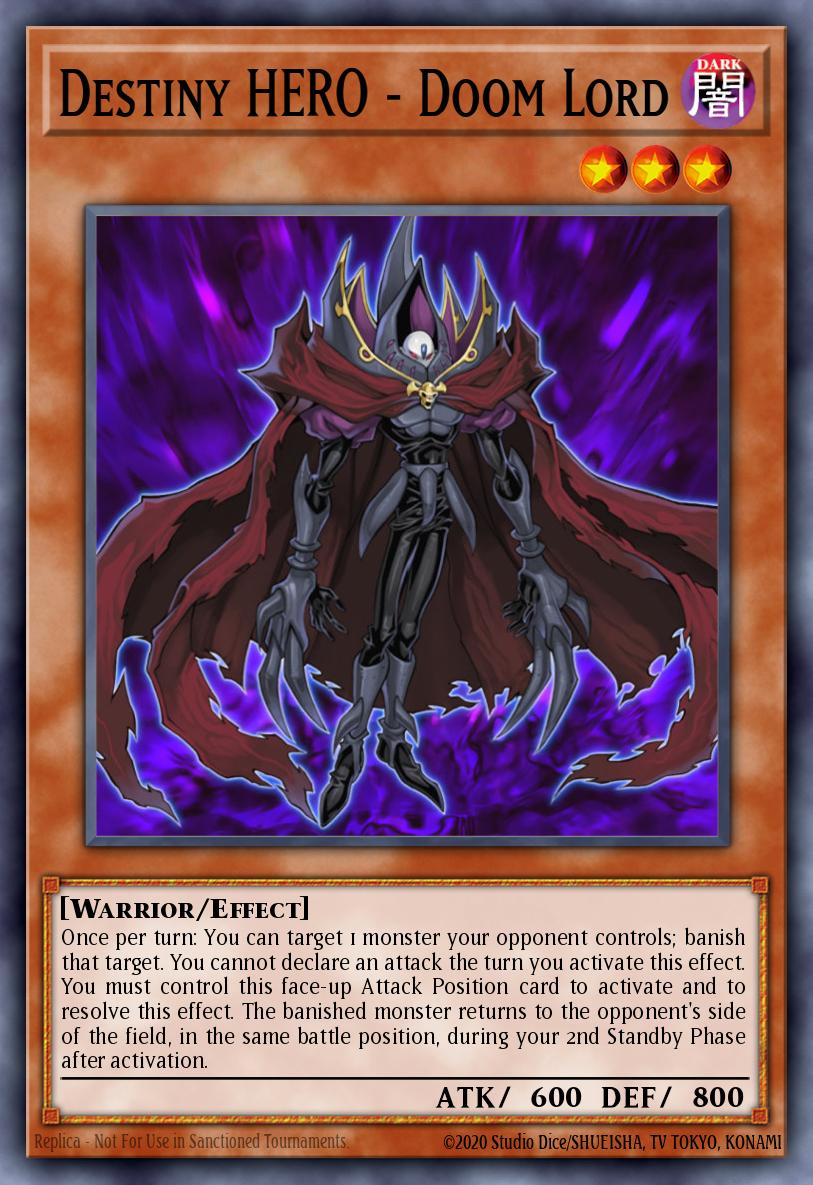 Destiny HERO - Doom Lord
DARK
闇
[Warrior/Effect]
Once per turn: You can target 1 monster your opponent controls; banish
that target. You cannot declare an attack the turn you activate this effect.
You must control this face-up Attack Position card to activate and to
resolve this effect. The banished monster returns to the opponent's side
of the field, in the same battle position, during your 2nd Standby Phase
after activation.
ATK/ 600 DEF/ 800
Replica - Not For Use in Sanctioned Tournaments.
©2020 Studio Dice/SHUEISHA, TV TOKYO, KONAMI